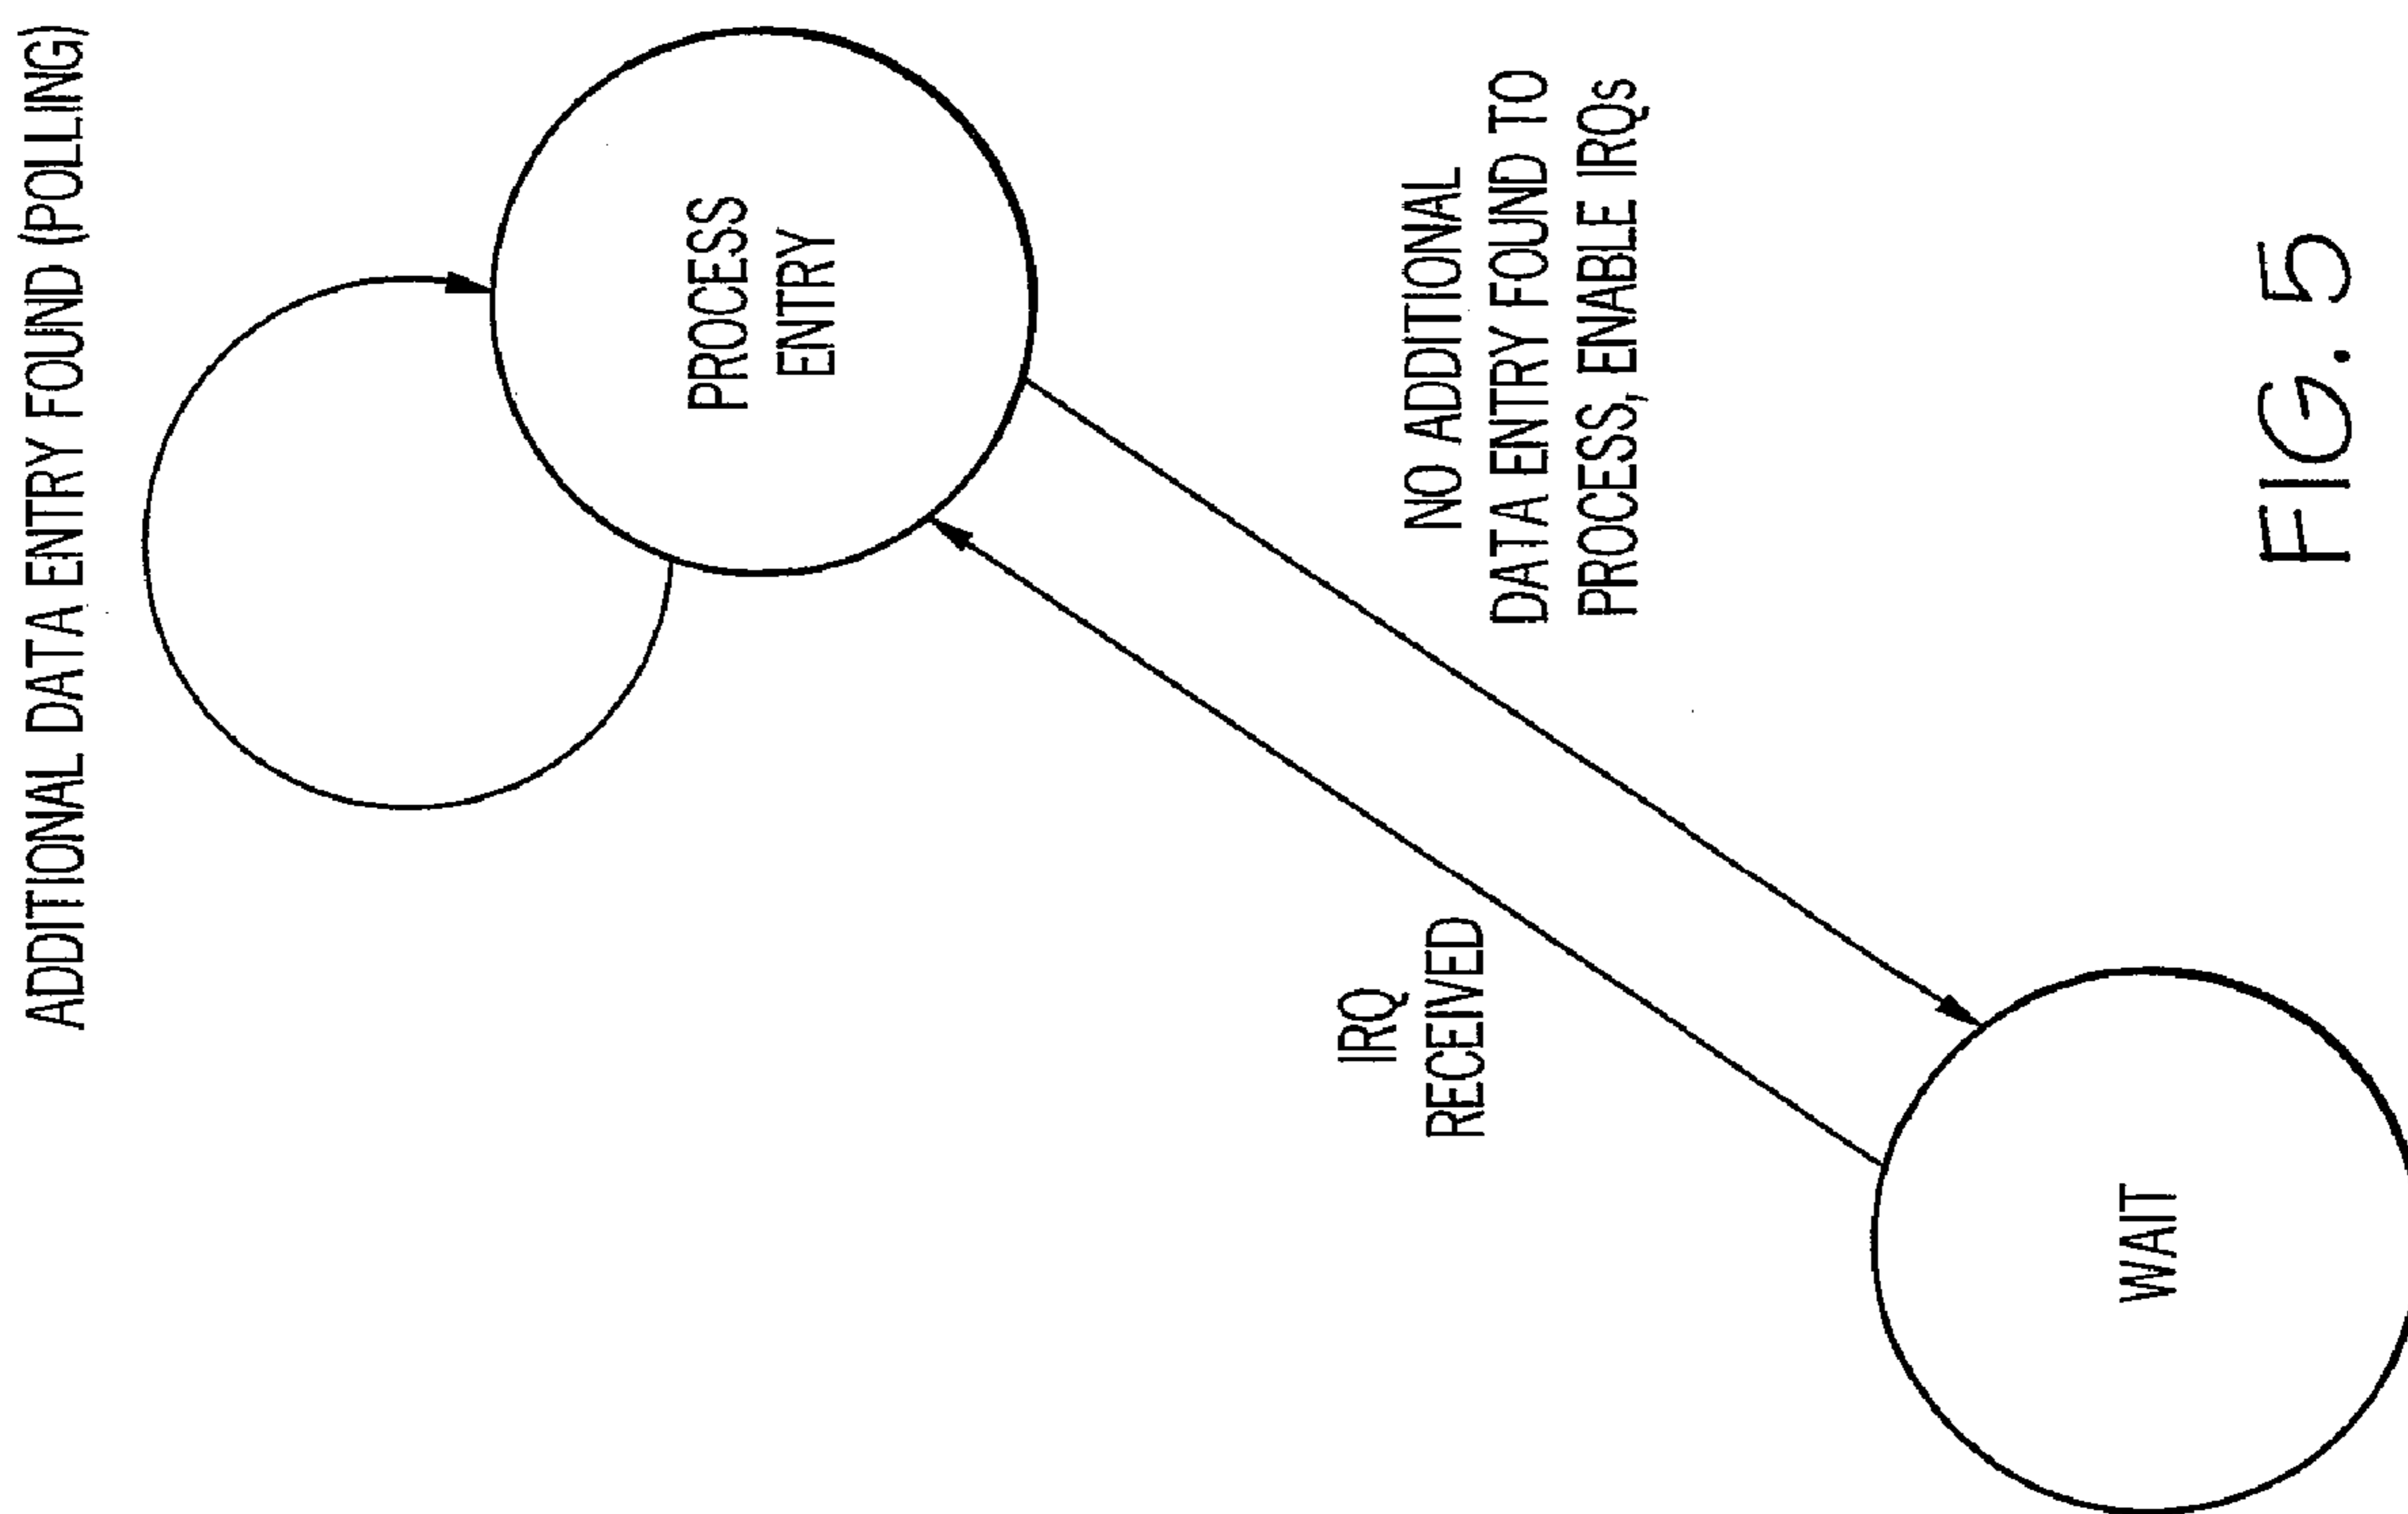 ADDITIONAL DATA ENTRY FOUND (POLLING)
PROCESS
ENTRY
IRQ
RECEIVED
NO ADDITIONAL
DATA ENTRY FOUND TO
PROCESS, ENABLE IRQs
WAIT
FIG. 5